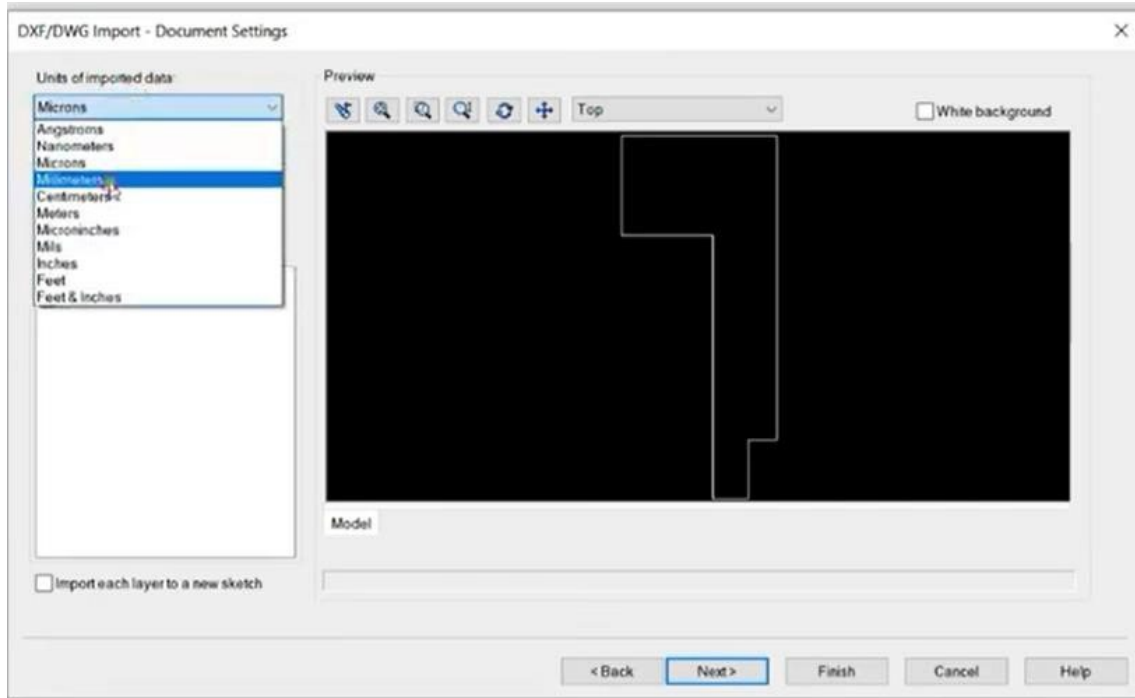 DXF/DWG Import - Document Settings
Units of imported data:
Microns
Angstroms
Nanometers
Microns
Millimeters
Centimeters
Meters
Microninches
Mils
Inches
Feet
Feet & Inches
Import each layer to a new sketch
Preview
Top
White background
Model
< Back
Next >
Finish
Cancel
Help